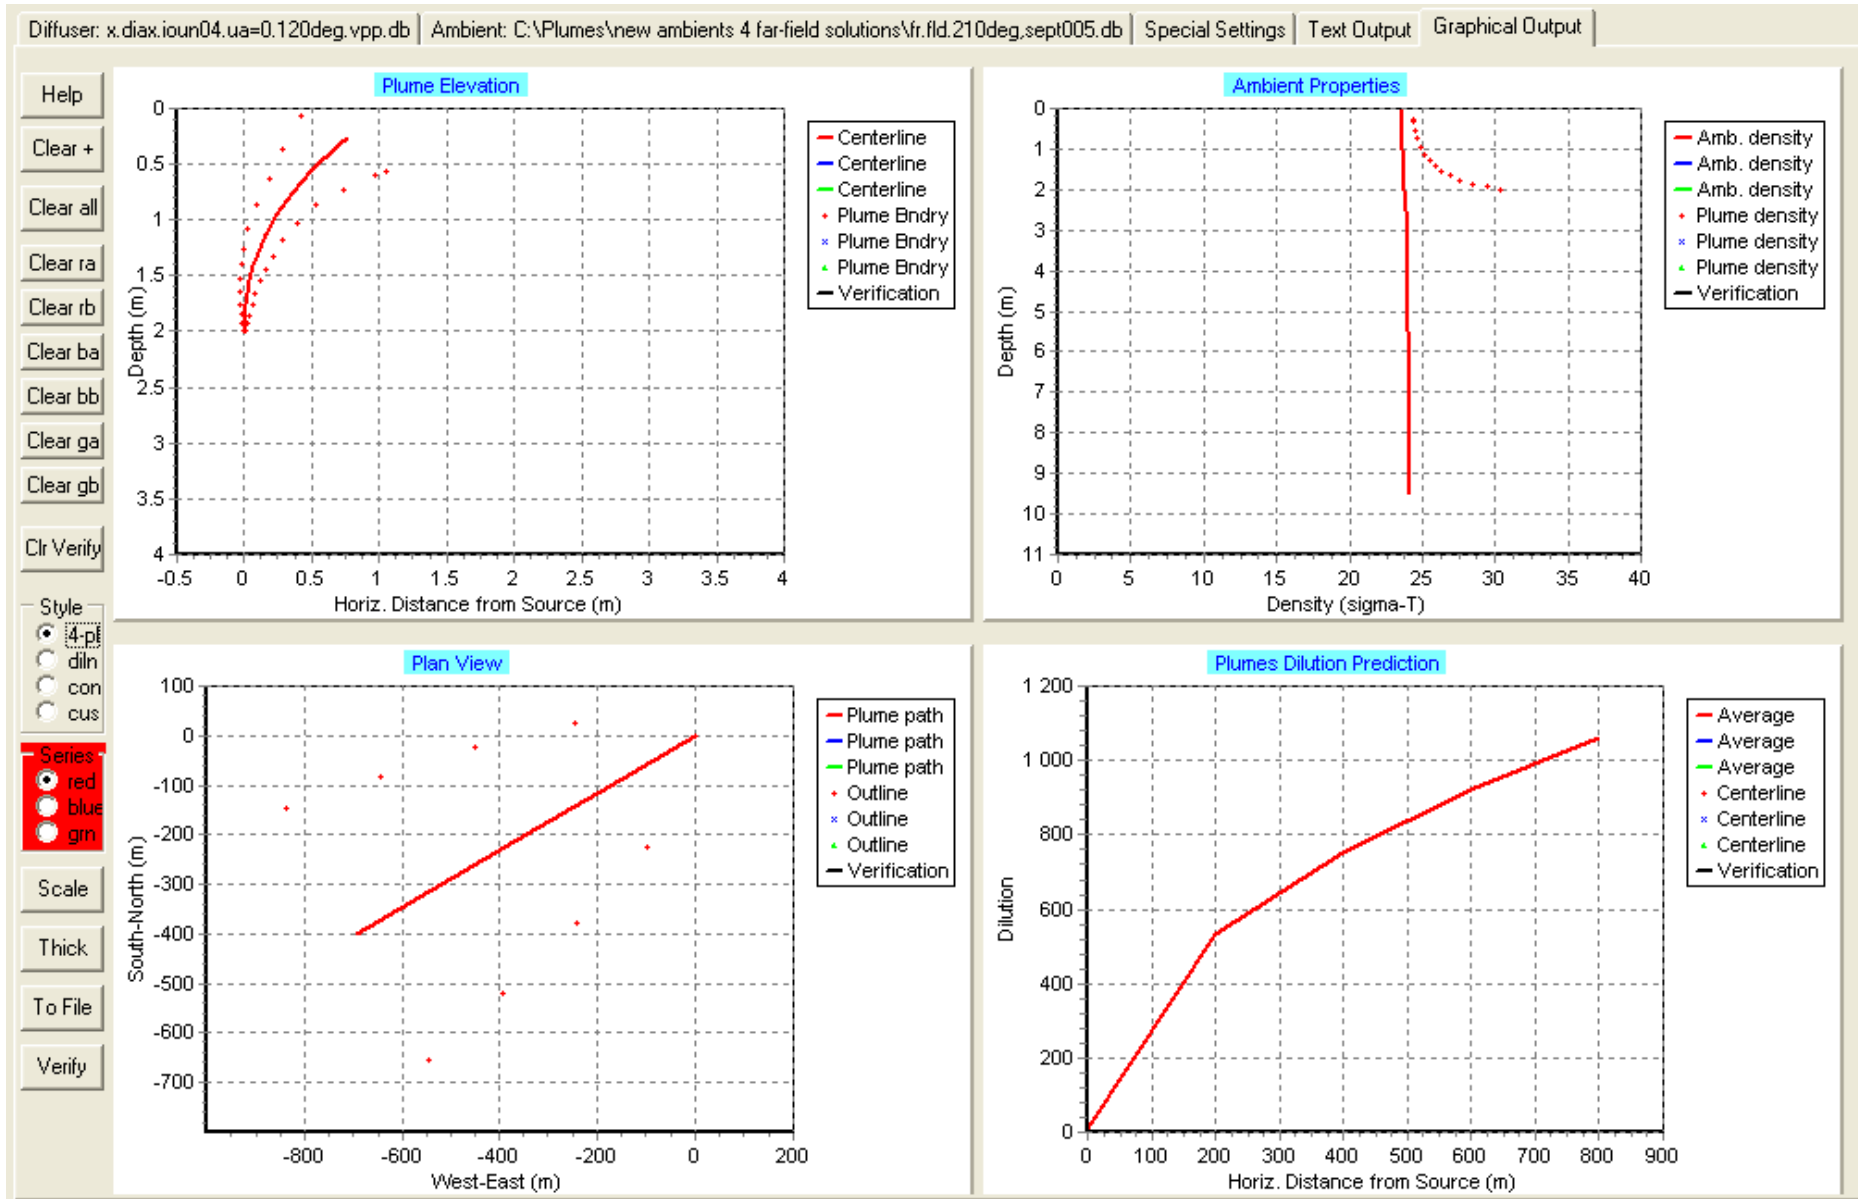 Diffuser: x.diax.ioun04.ua=0.120deg.vpp.db
Ambient: C:\Plumes\new ambients 4 far-field solutions\fr.fld.210deg,sept005.db
Special Settings
Text Output
Graphical Output
Help
Clear +
Clear all
Clear ra
Clear rb
Clear ba
Clear bb
Clear ga
Clear gb
Clr Verify
Style
4-pl
diln
con
cus
Series
red
blue
grn
Scale
Thick
To File
Verify
Plume Elevation
Depth (m)
0
0.5
1
1.5
2
2.5
3
3.5
4
-0.5 0 0.5 1 1.5 2 2.5 3 3.5 4
Horiz. Distance from Source (m)
Centerline
Centerline
Centerline
Plume Bndry
Plume Bndry
Plume Bndry
Verification
Ambient Properties
Depth (m)
0
1
2
3
4
5
6
7
8
9
10
11
0 5 10 15 20 25 30 35 40
Density (sigma-T)
Amb. density
Amb. density
Amb. density
Plume density
Plume density
Plume density
Verification
Plan View
South-North (m)
100
0
-100
-200
-300
-400
-500
-600
-700
-800 -600 -400 -200 0 200
West-East (m)
Plume path
Plume path
Plume path
Outline
Outline
Outline
Verification
Plumes Dilution Prediction
Dilution
1 200
1 000
800
600
400
200
0
0 100 200 300 400 500 600 700 800 900
Horiz. Distance from Source (m)
Average
Average
Average
Centerline
Centerline
Centerline
Verification